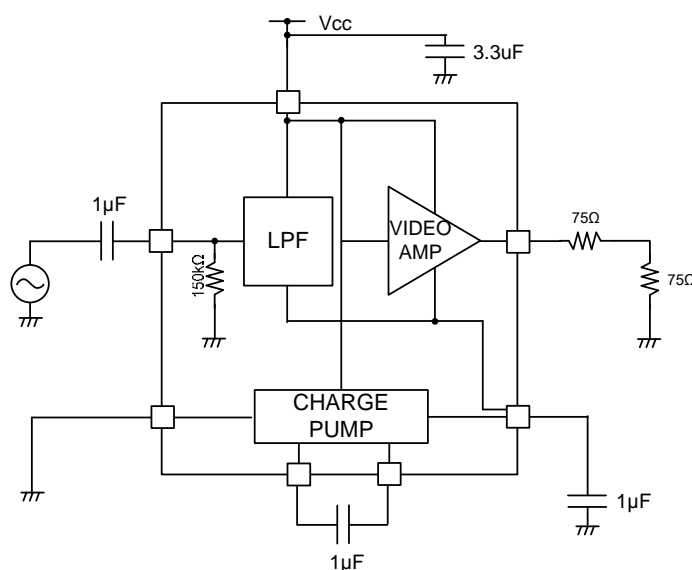 Vcc
3.3uF
1µF
LPF
VIDEO
AMP
75Ω
150kΩ
75Ω
CHARGE
PUMP
1µF
1µF